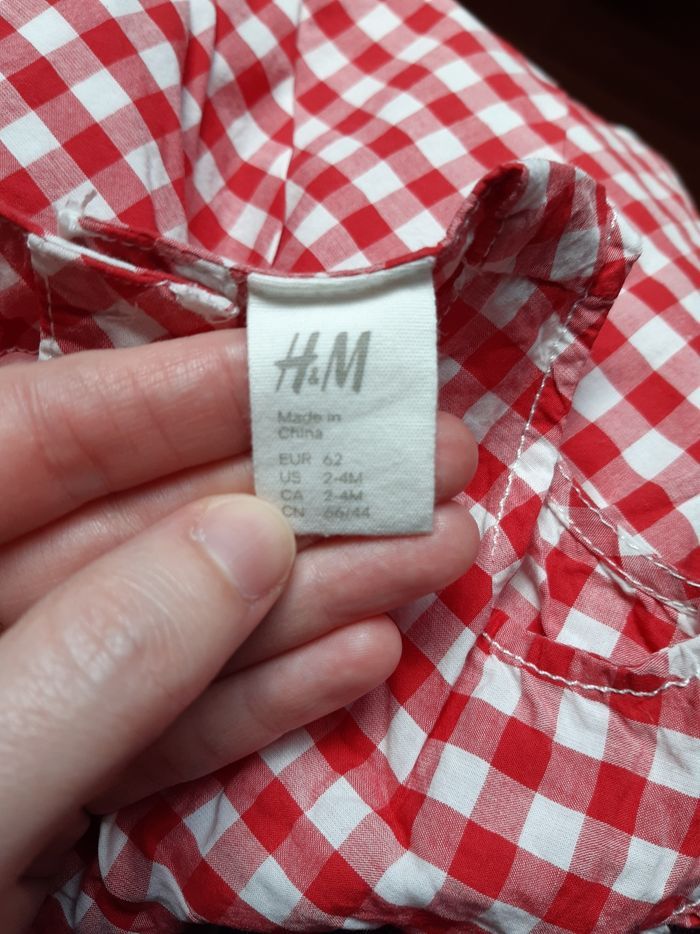 H&M
Made in
China
EUR 62
US 2-4M
CA 2-4M
CN 66/44